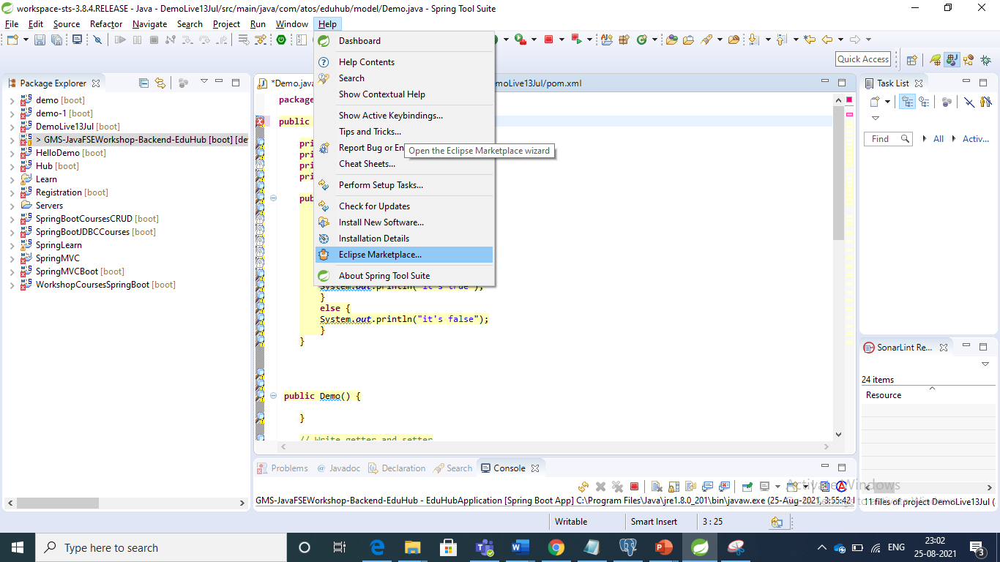 workspace-sts-3.8.4.RELEASE - Java - DemoLive13Jul/src/main/java/com/atos/eduhub/model/Demo.java - Spring Tool Suite
File Edit Source Refactor Navigate Search Project Run Window Help
Quick Access
Package Explorer
demo [boot]
demo-1 [boot]
DemoLive13Jul [boot]
> GMS-JavaFSEWorkshop-Backend-EduHub [boot] [de
HelloDemo [boot]
Hub [boot]
Learn
Registration [boot]
Servers
SpringBootCoursesCRUD [boot]
SpringBootJDBCCourses [boot]
SpringLearn
SpringMVC
SpringMVCBoot [boot]
WorkshopCoursesSpringBoot [boot]
Dashboard
Help Contents
Search
Show Contextual Help
Show Active Keybindings...
Tips and Tricks...
Report Bug or En
Open the Eclipse Marketplace wizard
Cheat Sheets...
Perform Setup Tasks...
Check for Updates
Install New Software...
Installation Details
Eclipse Marketplace...
About Spring Tool Suite
*Demo.java
moLive13Jul/pom.xml
packag
public
pri
pri
pri
pri
pub
System.out.println("it's true");
}
else {
System.out.println("it's false");
}
}
public Demo() {
}
// Write getter and setter
Task List
Find
All
Activ...
SonarLint Re...
24 items
Resource
11 files of project DemoLive13Jul (
Problems @ Javadoc Declaration Search Console
GMS-JavaFSEWorkshop-Backend-EduHub - EduHubApplication [Spring Boot App] C:\Program Files\Java\jre1.8.0_201\bin\javaw.exe (25-Aug-2021, 3:55:42
Activate Windows
Writable
Smart Insert
3 : 25
Type here to search
ENG
23:02
25-08-2021
3